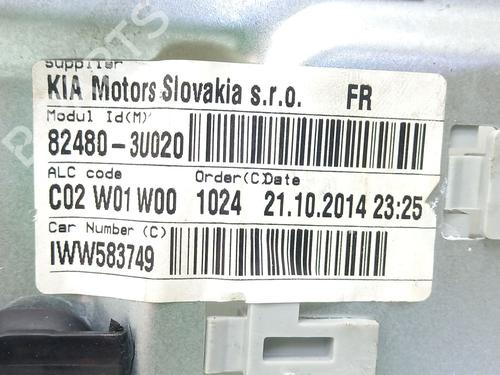 Supplier
KIA Motors Slovakia s.r.o. FR
Modul Id(M)
82480-3U020
ALC code Order(C) Date
C02 W01 W00 1024 21.10.2014 23:25
Car Number (C)
IWW583749